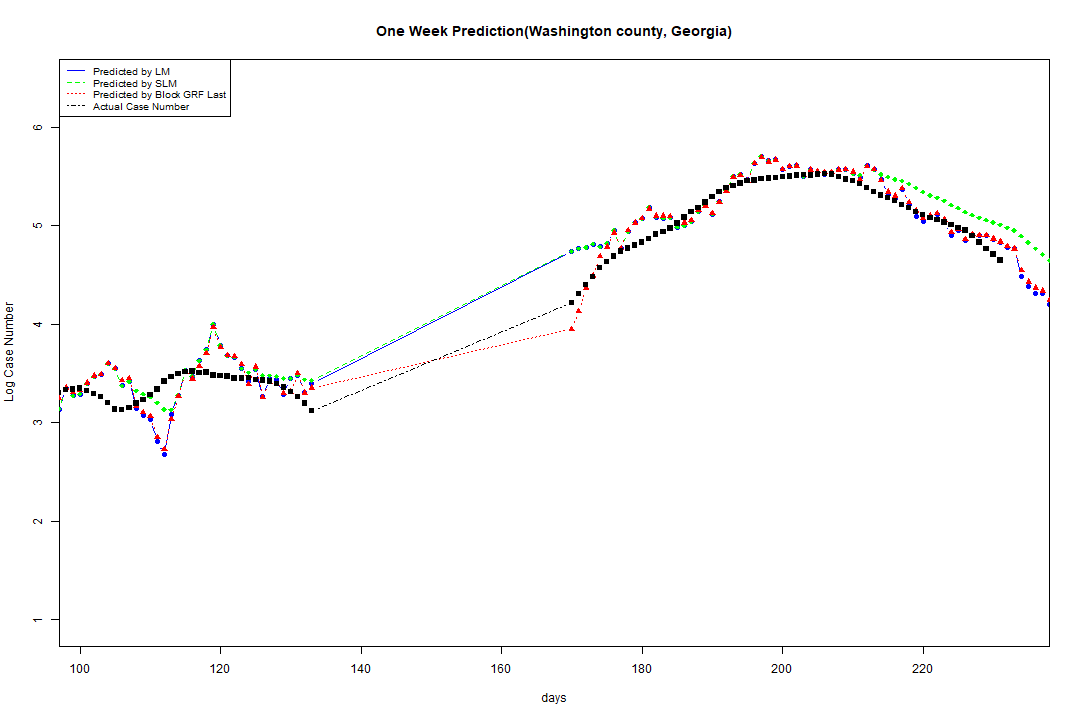 One Week Prediction(Washington county, Georgia)
Predicted by LM
Predicted by SLM
Predicted by Block GRF Last
Actual Case Number
Log Case Number
6
5
4
3
2
1
100 120 140 160 180 200 220
days